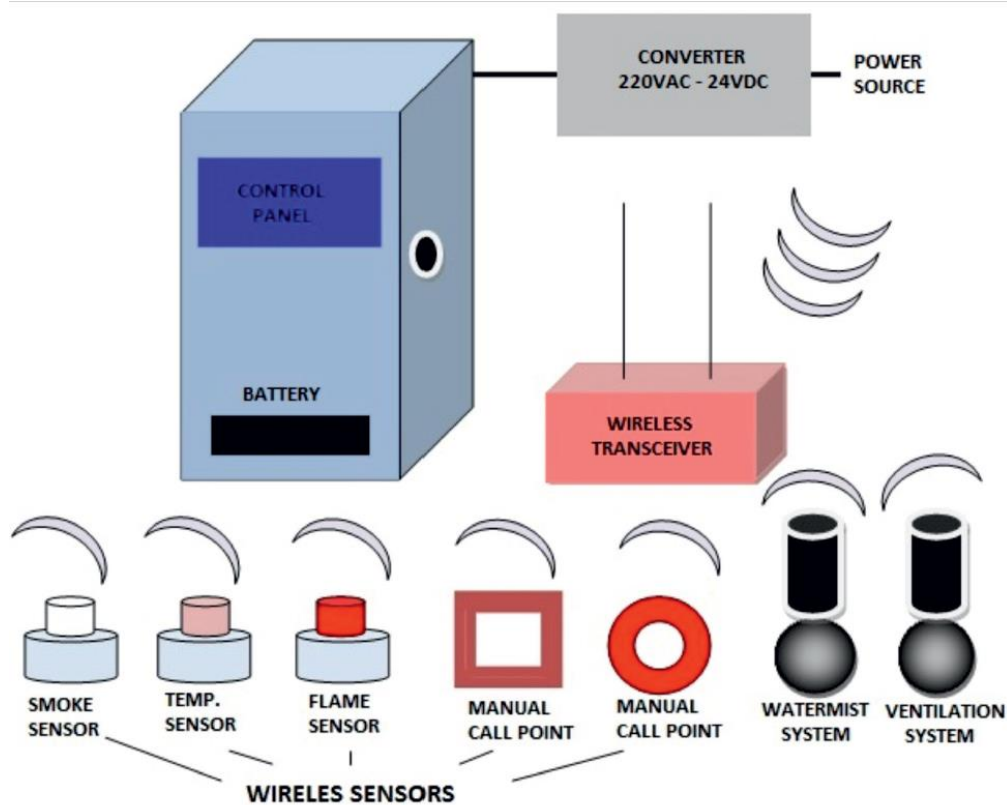 CONVERTER
220VAC - 24VDC
POWER
SOURCE
CONTROL
PANEL
BATTERY
WIRELESS
TRANSCEIVER
SMOKE
SENSOR
TEMP.
SENSOR
FLAME
SENSOR
MANUAL
CALL POINT
MANUAL
CALL POINT
WATERMIST
SYSTEM
VENTILATION
SYSTEM
WIRELES SENSORS